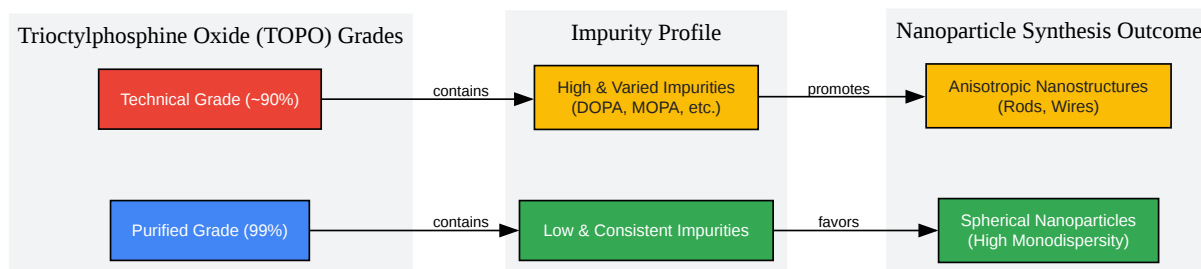 Trioctylphosphine Oxide (TOPO) Grades
Impurity Profile
Nanoparticle Synthesis Outcome
Technical Grade (~90%)
contains
High & Varied Impurities
(DOPA, MOPA, etc.)
promotes
Anisotropic Nanostructures
(Rods, Wires)
Purified Grade (99%)
contains
Low & Consistent Impurities
favors
Spherical Nanoparticles
(High Monodispersity)